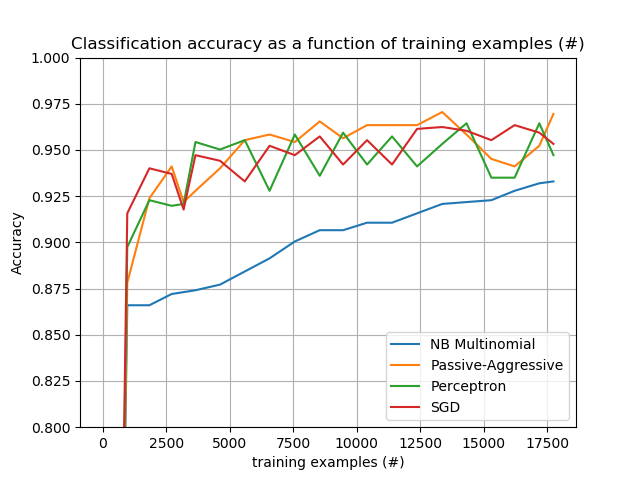 Classification accuracy as a function of training examples (#)
1.000
0.975
0.950
0.925
0.900
0.875
0.850
0.825
0.800
Accuracy
NB Multinomial
Passive-Aggressive
Perceptron
SGD
0 2500 5000 7500 10000 12500 15000 17500
training examples (#)